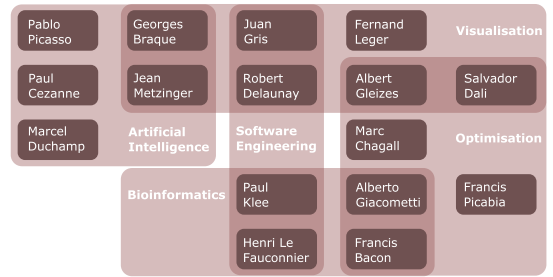 Pablo
Picasso
Georges
Braque
Juan
Gris
Fernand
Leger
Visualisation
Paul
Cezanne
Jean
Metzinger
Robert
Delaunay
Albert
Gleizes
Salvador
Dali
Marcel
Duchamp
Artificial
Intelligence
Software
Engineering
Marc
Chagall
Optimisation
Bioinformatics
Paul
Klee
Alberto
Giacometti
Francis
Picabia
Henri Le
Fauconnier
Francis
Bacon